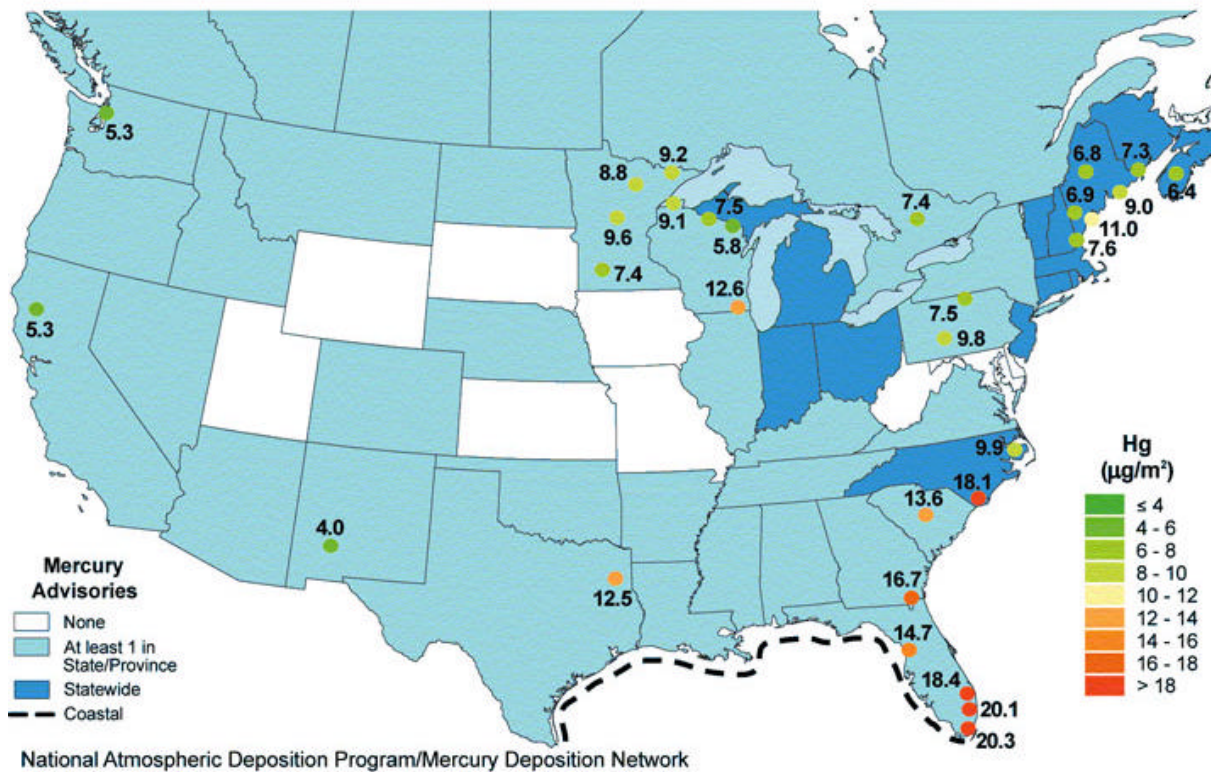 5.3
5.3
4.0
8.8
9.2
9.6
9.1
7.4
7.5
5.8
12.6
7.4
6.8
7.3
6.4
6.9
9.0
11.0
7.6
7.5
9.8
9.9
18.1
13.6
16.7
14.7
18.4
20.1
20.3
12.5
Mercury
Advisories
None
At least 1 in
State/Province
Statewide
Coastal
Hg
(µg/m²)
≤ 4
4 - 6
6 - 8
8 - 10
10 - 12
12 - 14
14 - 16
16 - 18
> 18
National Atmospheric Deposition Program/Mercury Deposition Network